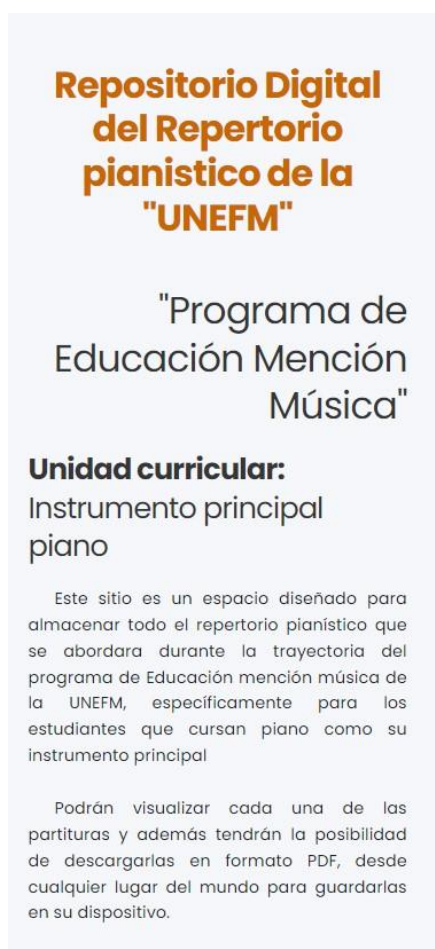 Repositorio Digital
del Repertorio
pianistico de la
"UNEFM"
"Programa de
Educación Mención
Música"
Unidad curricular:
Instrumento principal
piano
Este sitio es un espacio diseñado para
almacenar todo el repertorio pianístico que
se abordara durante la trayectoria del
programa de Educación mención música de
la UNEFM, específicamente para los
estudiantes que cursan piano como su
instrumento principal
Podrán visualizar cada una de las
partituras y además tendrán la posibilidad
de descargarlas en formato PDF, desde
cualquier lugar del mundo para guardarlas
en su dispositivo.